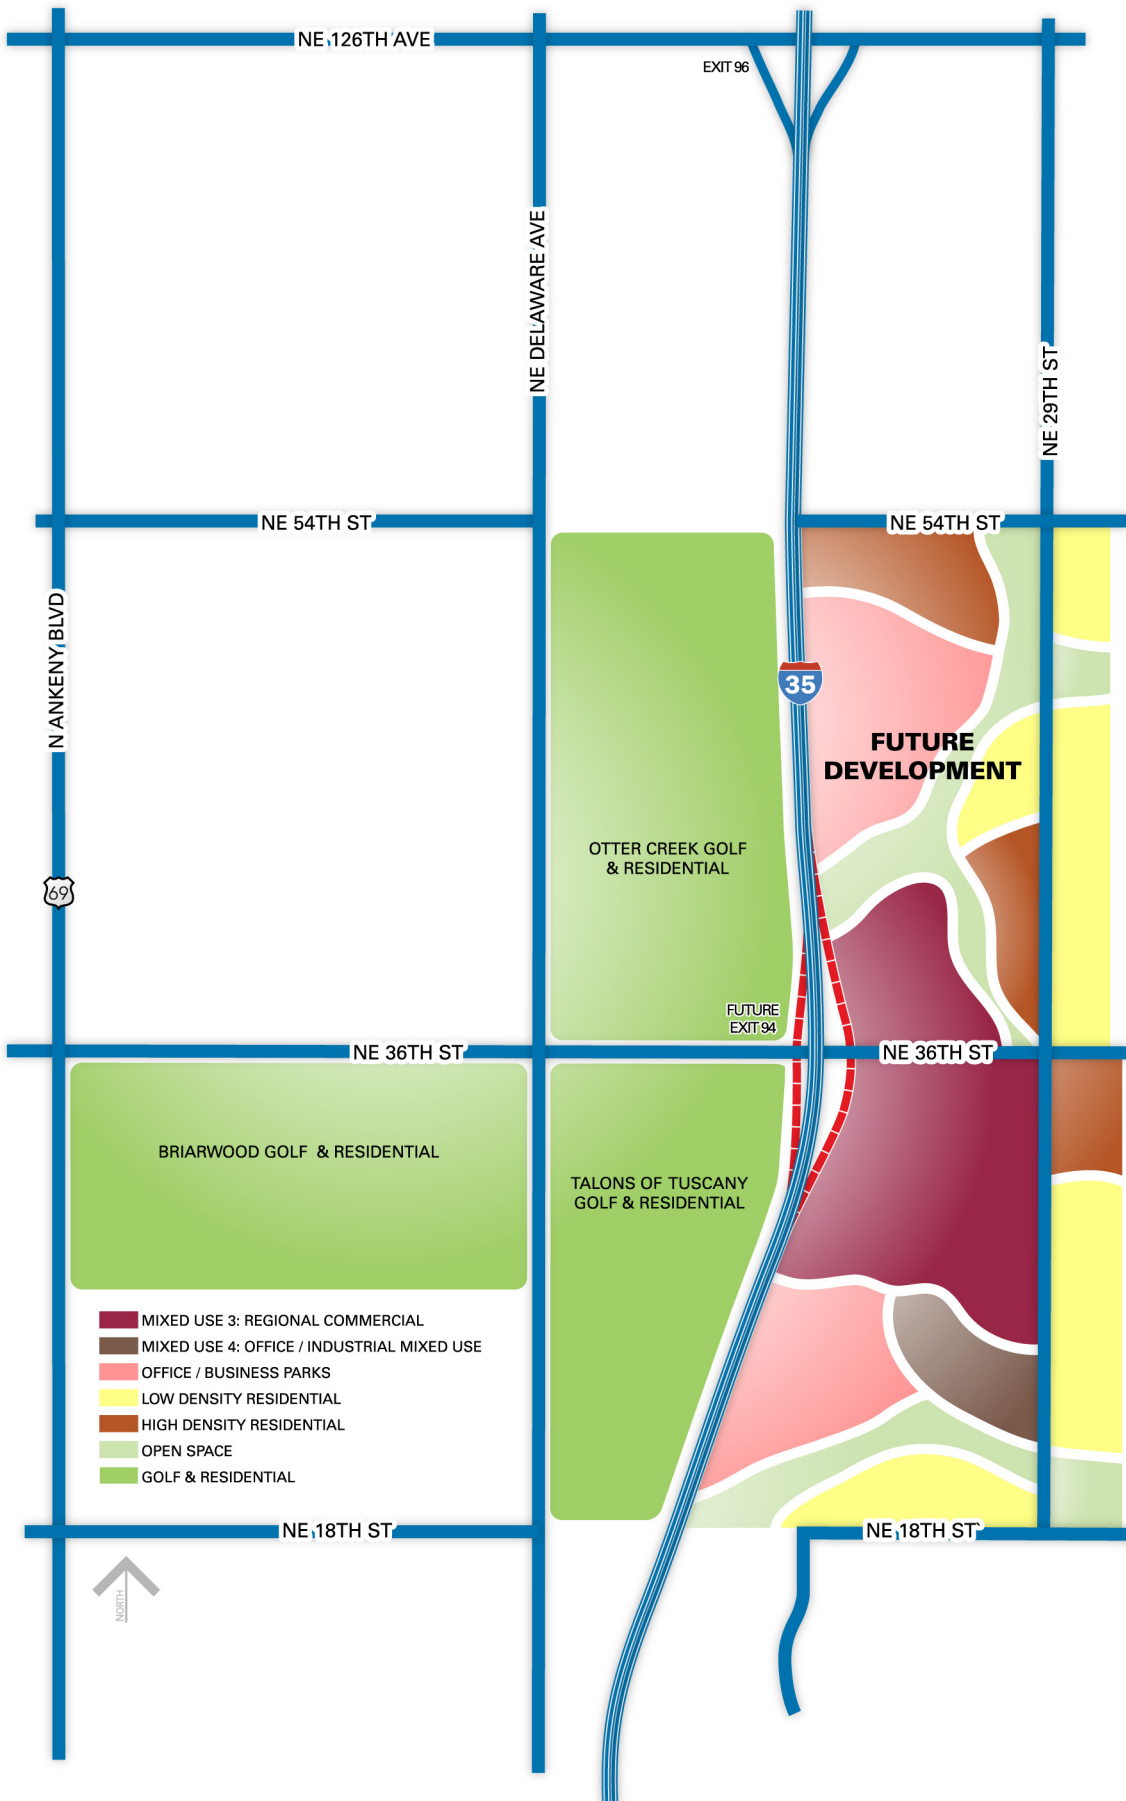 NE 126TH AVE
EXIT 96
NE DELAWARE AVE
NE 29TH ST
NE 54TH ST
NE 54TH ST
N ANKENY BLVD
35
FUTURE
DEVELOPMENT
OTTER CREEK GOLF
& RESIDENTIAL
69
FUTURE
EXIT 94
NE 36TH ST
NE 36TH ST
BRIARWOOD GOLF & RESIDENTIAL
TALONS OF TUSCANY
GOLF & RESIDENTIAL
MIXED USE 3: REGIONAL COMMERCIAL
MIXED USE 4: OFFICE / INDUSTRIAL MIXED USE
OFFICE / BUSINESS PARKS
LOW DENSITY RESIDENTIAL
HIGH DENSITY RESIDENTIAL
OPEN SPACE
GOLF & RESIDENTIAL
NE 18TH ST
NE 18TH ST`
NORTH